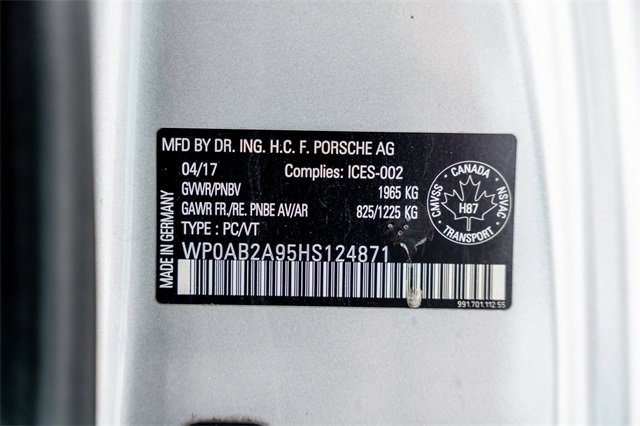 MFD BY DR. ING. H.C. F. PORSCHE AG
04/17 Complies: ICES-002
GVWR/PNBV 1965 KG
GAWR FR./RE. PNBE AV/AR 825/1225 KG
TYPE : PC/VT
WP0AB2A95HS124871
MADE IN GERMANY
CANADA
CMVSS
NSVAC
H87
TRANSPORT
991.701.112.55